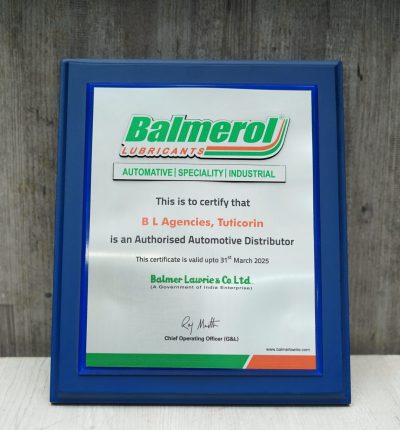 Balmerol®
LUBRICANTS
AUTOMATIVE | SPECIALITY | INDUSTRIAL
This is to certify that
B L Agencies, Tuticorin
is an Authorised Automotive Distributor
This certificate is valid upto 31st March 2025
Balmer Lawrie & Co. Ltd.
(A Government of India Enterprise)
Chief Operating Officer (G&L)
www.balmerlawrie.com